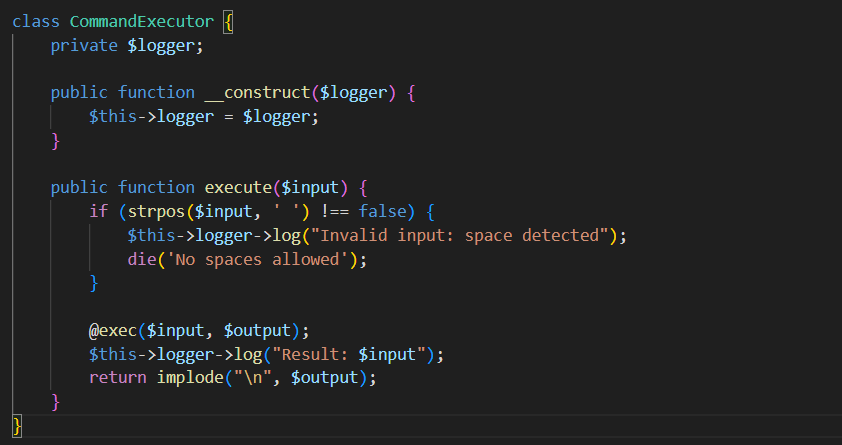 class CommandExecutor {
    private $logger;

    public function __construct($logger) {
        $this->logger = $logger;
    }

    public function execute($input) {
        if (strpos($input, ' ') !== false) {
            $this->logger->log("Invalid input: space detected");
            die('No spaces allowed');
        }

        @exec($input, $output);
        $this->logger->log("Result: $input");
        return implode("\n", $output);
    }
}